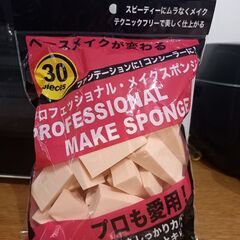 スピーディーにムラなくメイク
テクニックフリーで美しく仕上がる
ベースメイクが変わる
30
pieces
ファンデーションに！コンシーラーに！
プロフェッショナル・メイクスポンジ
PROFESSIONAL
MAKE SPONGE
プロも愛用！